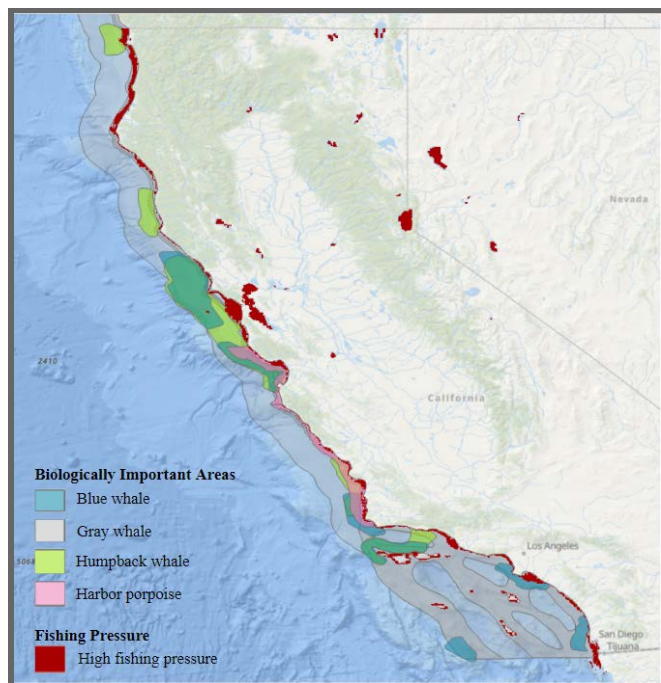 Nevada
2410
California
Biologically Important Areas
Blue whale
Gray whale
Humpback whale
Harbor porpoise
Los Angeles
Fishing Pressure
High fishing pressure
San Diego
Tijuana